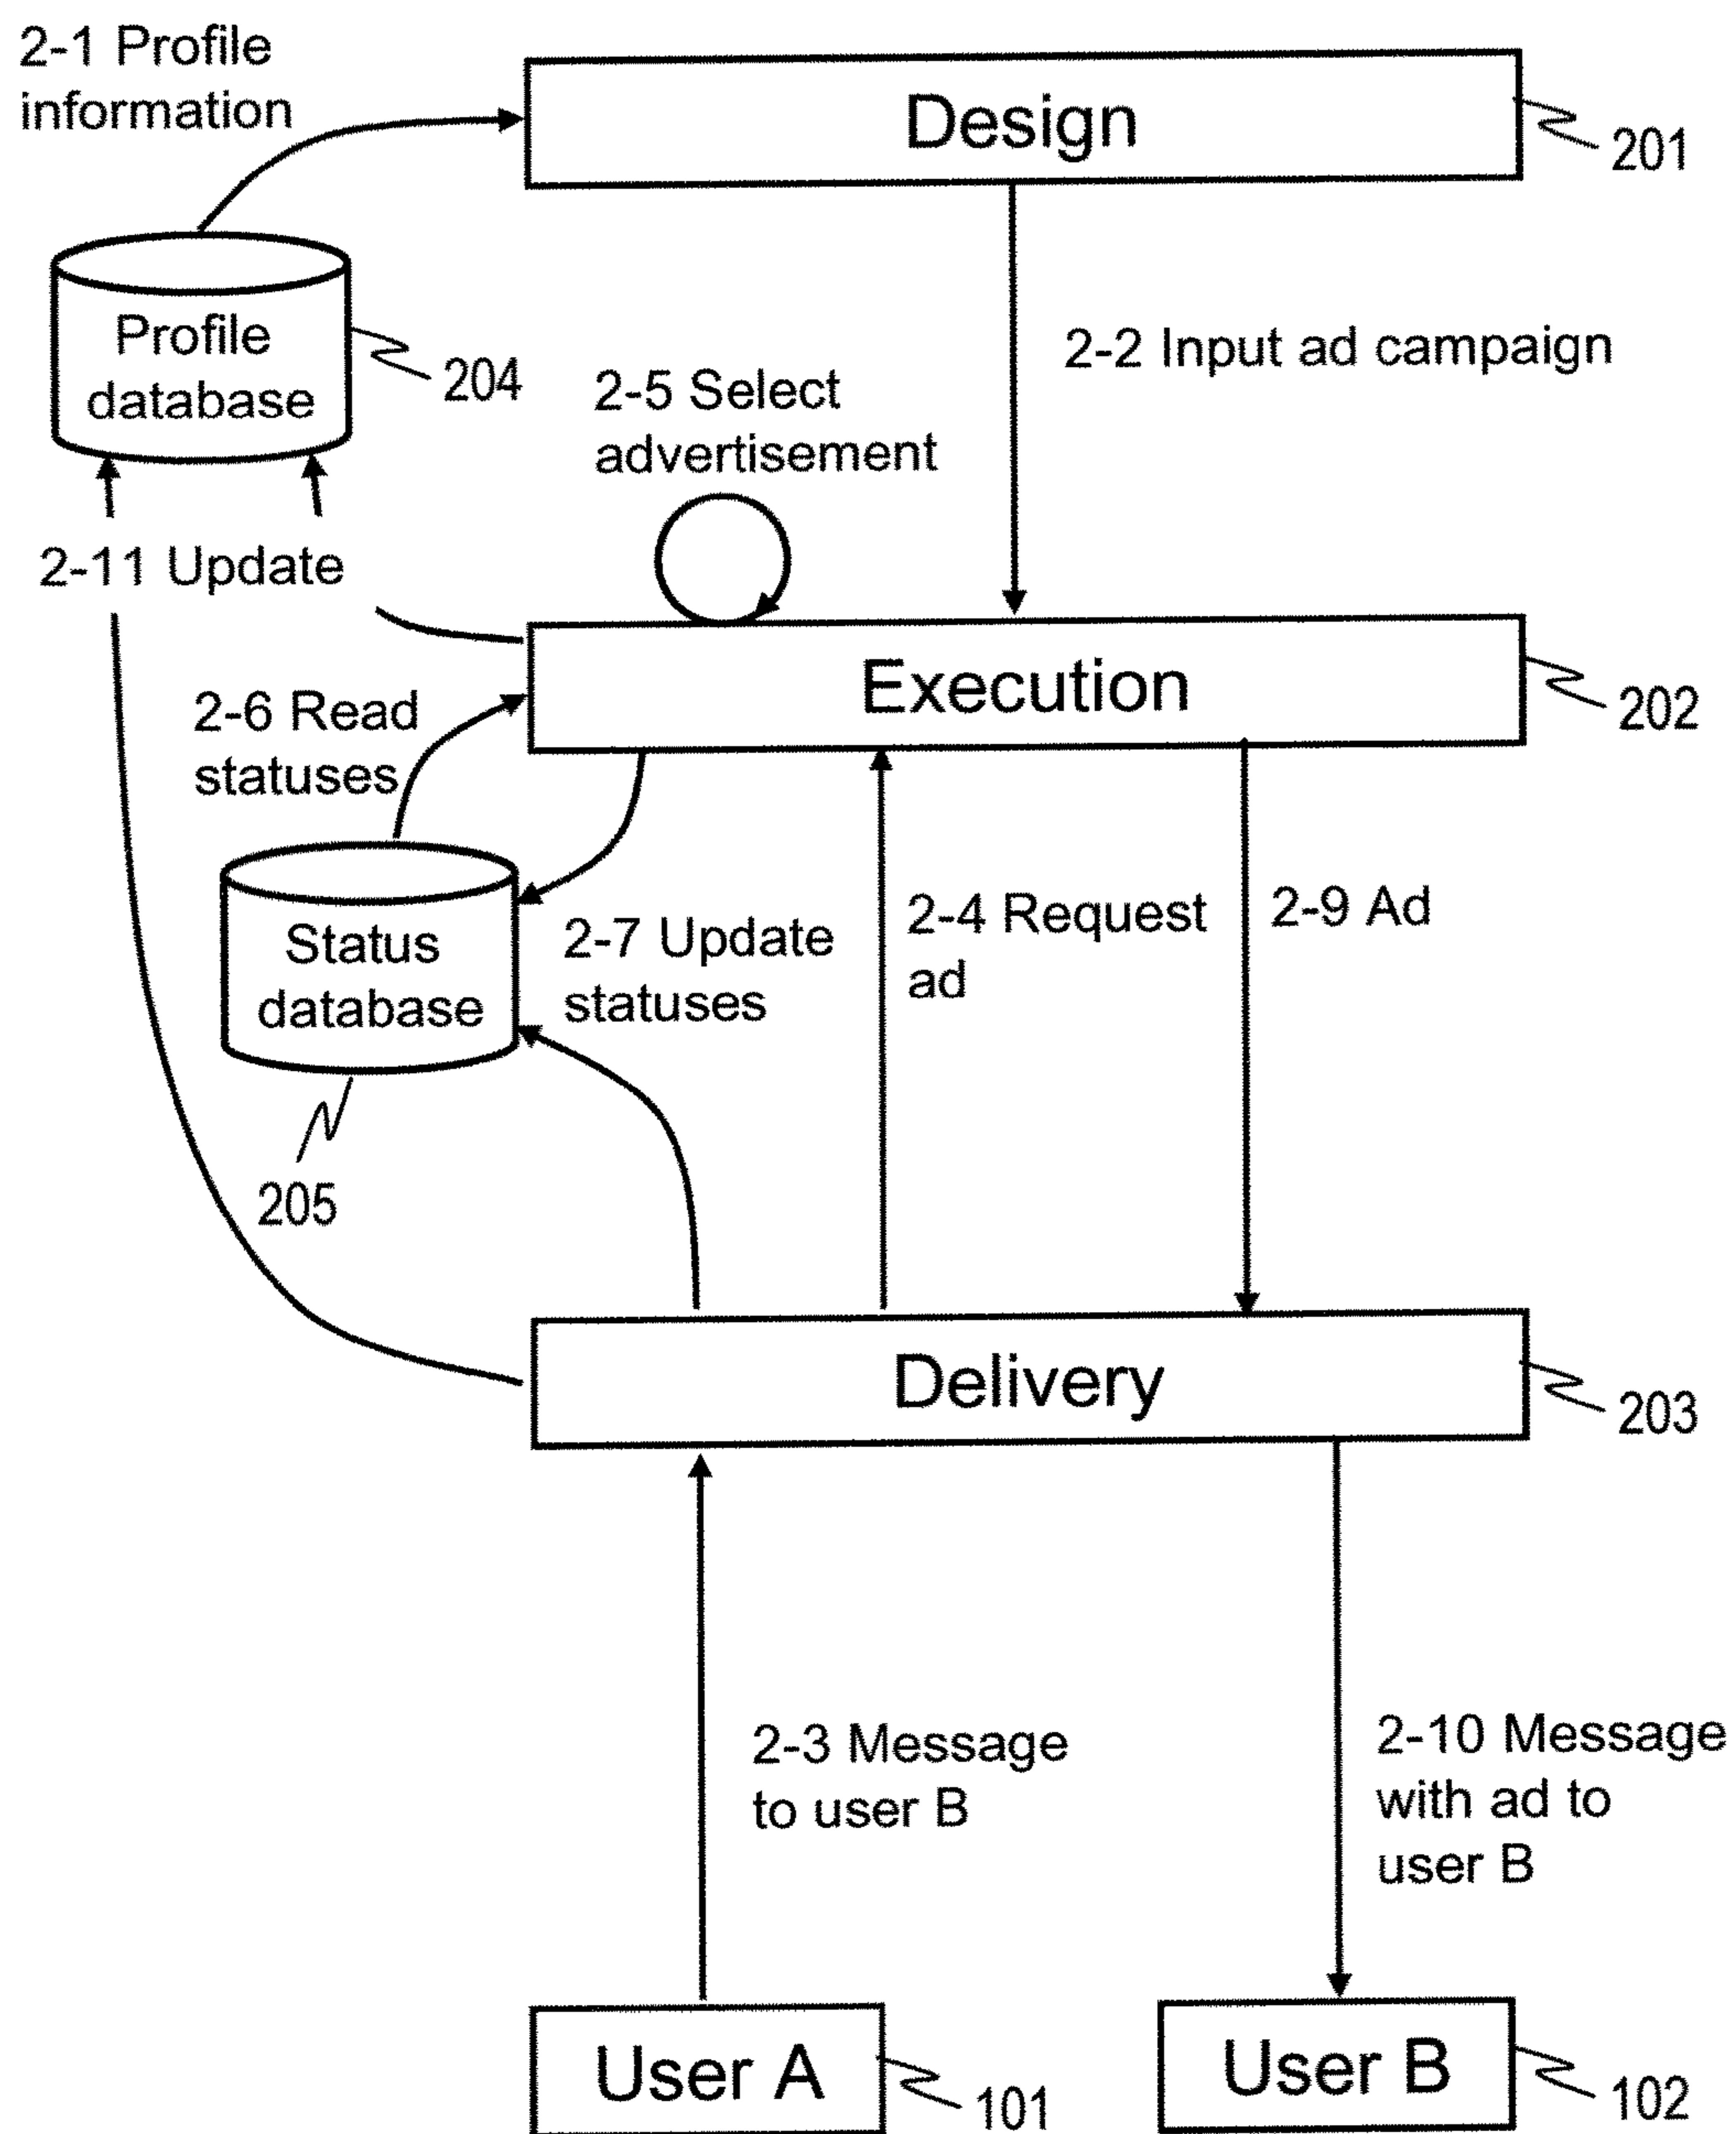 2-1 Profile
information
Design
201
Profile
database
204
2-2 Input ad campaign
2-5 Select
advertisement
2-11 Update
Execution
202
2-6 Read
statuses
Status
database
205
2-7 Update
statuses
2-4 Request
ad
2-9 Ad
Delivery
203
2-3 Message
to user B
2-10 Message
with ad to
user B
User A
101
User B
102